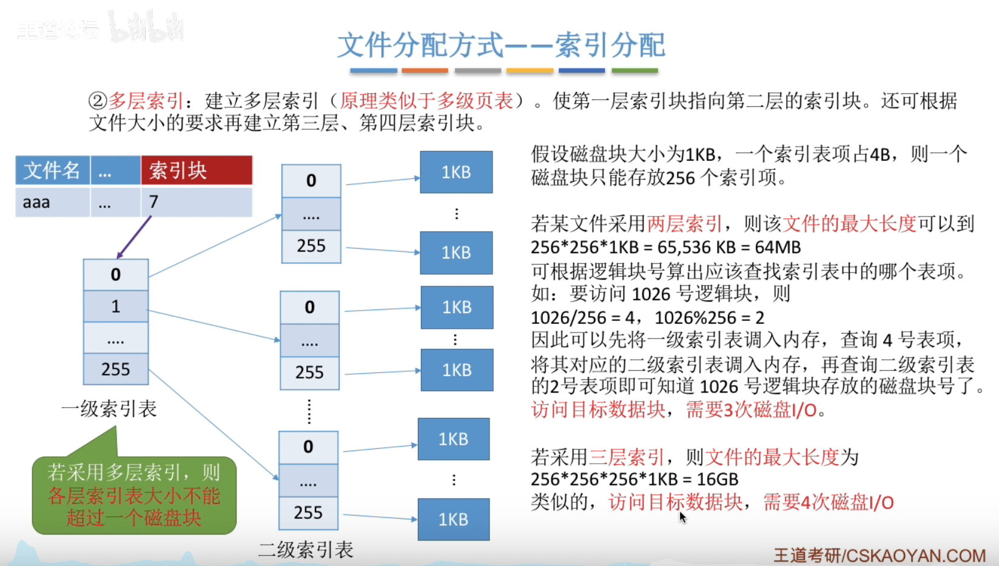 王道论坛 bilibili
文件分配方式——索引分配
②多层索引：建立多层索引（原理类似于多级页表）。使第一层索引块指向第二层的索引块。还可根据
文件大小的要求再建立第三层、第四层索引块。
文件名 ... 索引块
aaa ... 7
0
1
....
255
一级索引表
若采用多层索引，则
各层索引表大小不能
超过一个磁盘块
0
....
255
0
....
255
0
....
255
二级索引表
1KB
1KB
1KB
1KB
1KB
1KB
假设磁盘块大小为1KB，一个索引表项占4B，则一个
磁盘块只能存放256 个索引项。
若某文件采用两层索引，则该文件的最大长度可以到
256*256*1KB = 65,536 KB = 64MB
可根据逻辑块号算出应该查找索引表中的哪个表项。
如：要访问 1026 号逻辑块，则
1026/256 = 4，1026%256 = 2
因此可以先将一级索引表调入内存，查询 4 号表项，
将其对应的二级索引表调入内存，再查询二级索引表
的2号表项即可知道 1026 号逻辑块存放的磁盘块号了。
访问目标数据块，需要3次磁盘I/O。
若采用三层索引，则文件的最大长度为
256*256*256*1KB = 16GB
类似的，访问目标数据块，需要4次磁盘I/O
王道考研/CSKAOYAN.COM